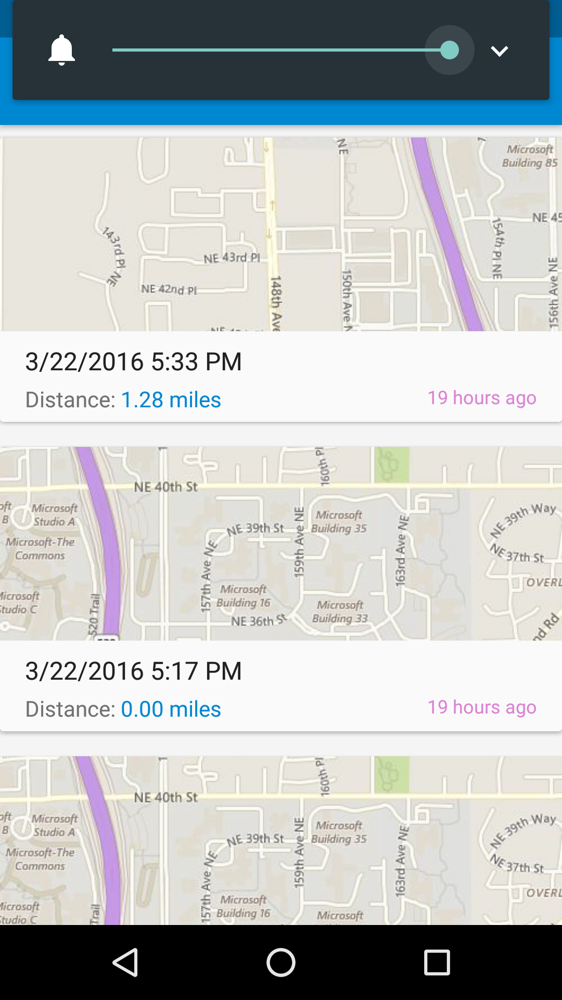 NE
Microsoft
Building 85
NE 45
143rd Pl NE
NE 43rd Pl
154th Pl NE
NE 42nd Pl
148th Ave
150th Ave N
156th Ave NE
3/22/2016 5:33 PM
Distance: 1.28 miles
19 hours ago
160th Pl
NE 40th St
oft
B
Microsoft
Studio A
Microsoft-The
Commons
NE 39th St
159th Ave NE
Microsoft
Building 35
163rd Ave NE
NE 39th Way
NE 37th St
OVERL
157th Ave NE
Microsoft
Building 16
Microsoft
Building 33
NE 36th St
Microsoft
Studio C
520 Trail
nd Rd
3/22/2016 5:17 PM
Distance: 0.00 miles
19 hours ago
160th Pl
NE 40th St
oft
B
Microsoft
Studio A
Microsoft-The
Commons
NE 39th St
159th Ave NE
Microsoft
Building 35
163rd Ave NE
NE 39th Way
NE 37th St
OVERL
157th Ave NE
Microsoft
Building 16
Microsoft
Microsoft
Studio C
Trail